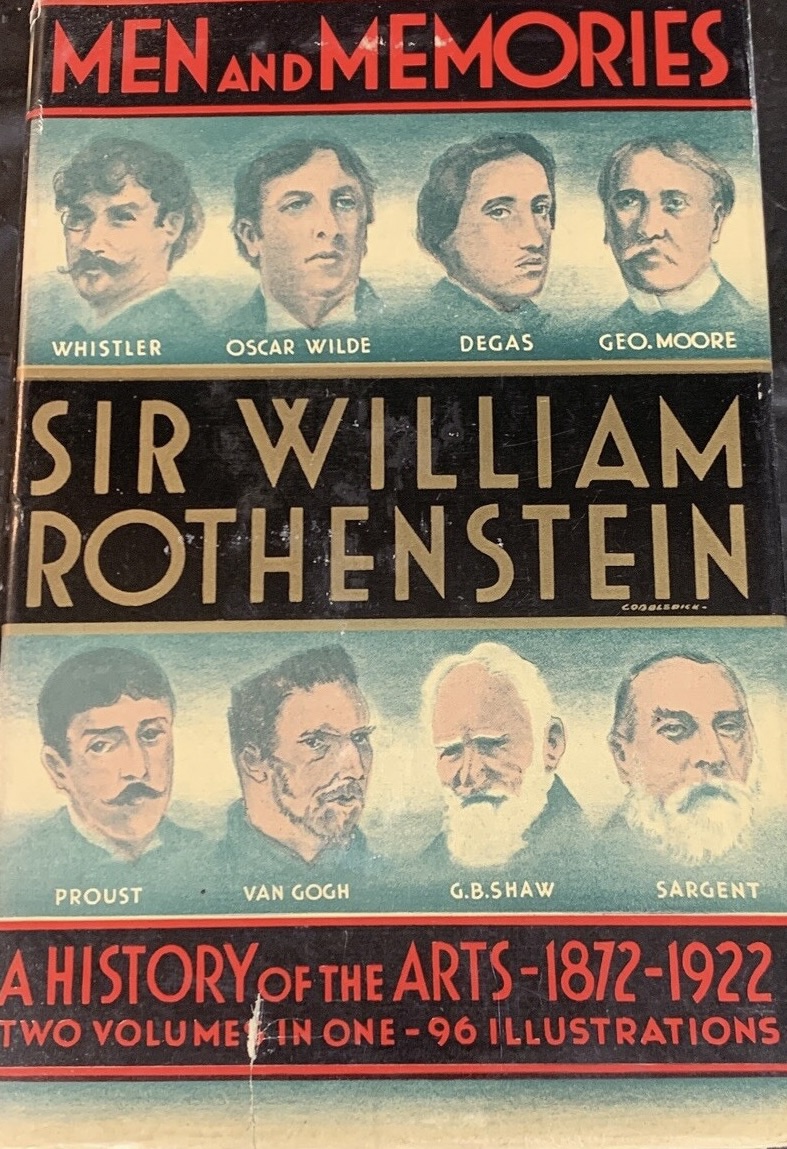 MEN AND MEMORIES
WHISTLER OSCAR WILDE DEGAS GEO. MOORE
SIR WILLIAM
ROTHENSTEIN
COBBLEDICK-
PROUST VAN GOGH G.B.SHAW SARGENT
A HISTORY OF THE ARTS-1872-1922
TWO VOLUMES IN ONE-96 ILLUSTRATIONS